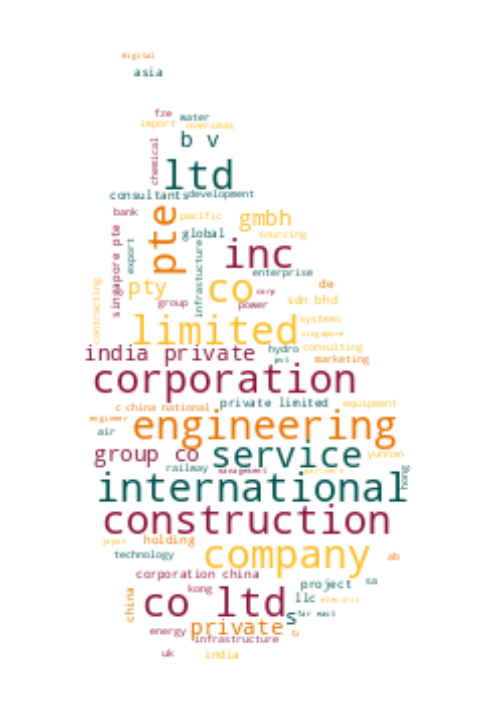 digital
asia
fze
water
import
overseas
b v
chemical
ltd
consultants
development
bank
pte
pacific
gmbh
global
sourcing
singapore pte
export
infrastucture
inc
enterprise
contracting
pty
co
corp
de
group
power
sdn bhd
limited
systems
singapore
india private
hydro
consulting
pvt
marketing
corporation
c
china national
private limited
equipment
engineer
engineering
air
group co
service
yunnan
railway
management
partners
hong
international
construction
japan
holding
technology
company
ab
corporation china
project
sa
kong
llc
electric
china
co ltd
s
far east
energy
private
infrastructure
uk
india